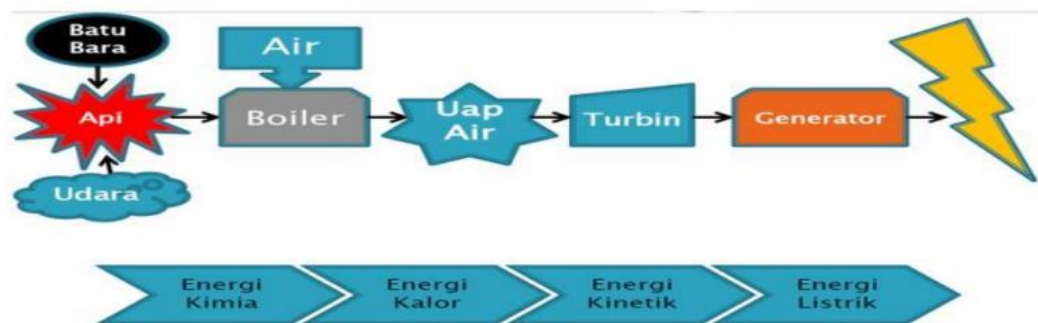 Batu
Bara
Air
Api
Boiler
Uap
Air
Turbin
Generator
Udara
Energi
Kimia
Energi
Kalor
Energi
Kinetik
Energi
Listrik